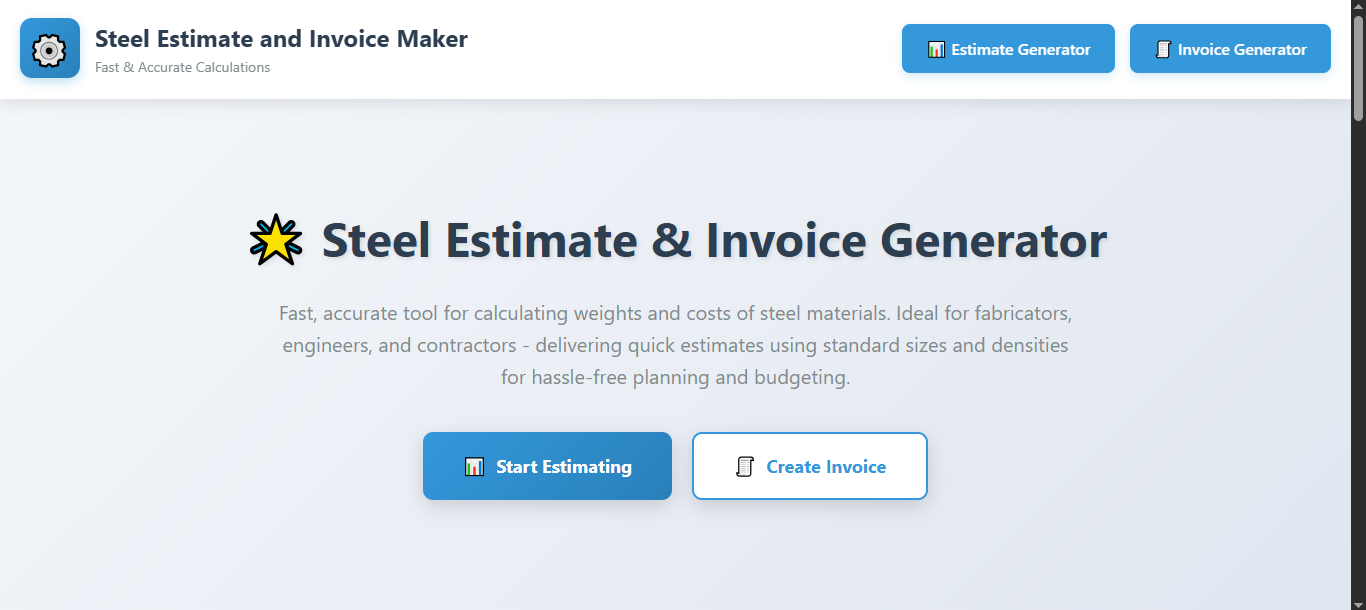 Steel Estimate and Invoice Maker
Fast & Accurate Calculations
Estimate Generator
Invoice Generator
Steel Estimate & Invoice Generator
Fast, accurate tool for calculating weights and costs of steel materials. Ideal for fabricators,
engineers, and contractors - delivering quick estimates using standard sizes and densities
for hassle-free planning and budgeting.
Start Estimating
Create Invoice